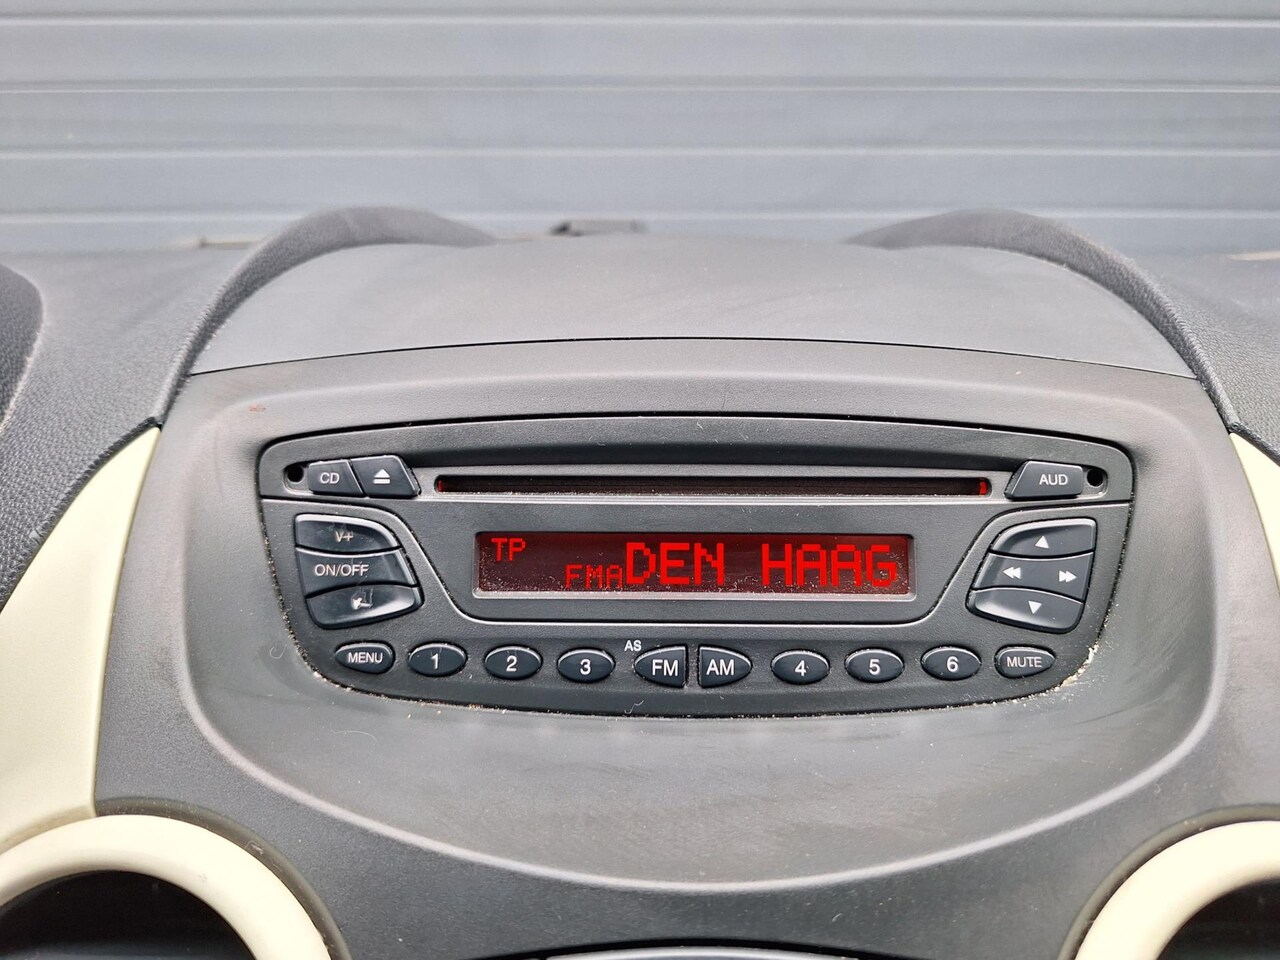 CD AUD
V+
ON/OFF
TP
FMA DEN HAAG
MENU 1 2 3 AS FM AM 4 5 6 MUTE